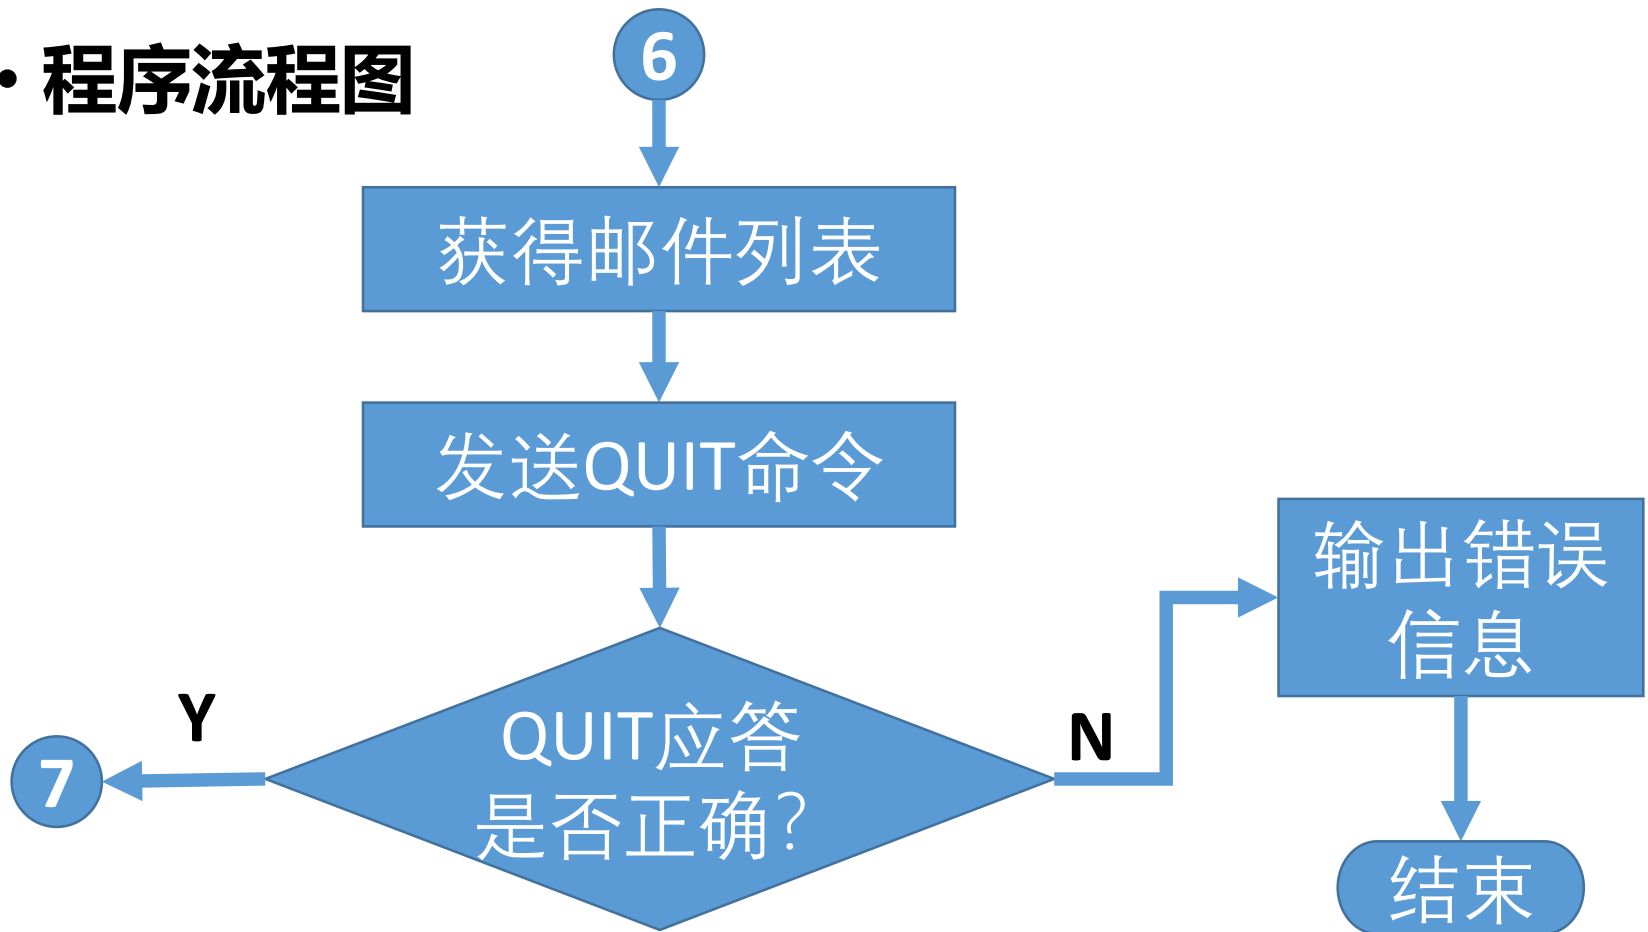 • 程序流程图
6
获得邮件列表
发送QUIT命令
输出错误
信息
Y
N
7
QUIT应答
是否正确？
结束